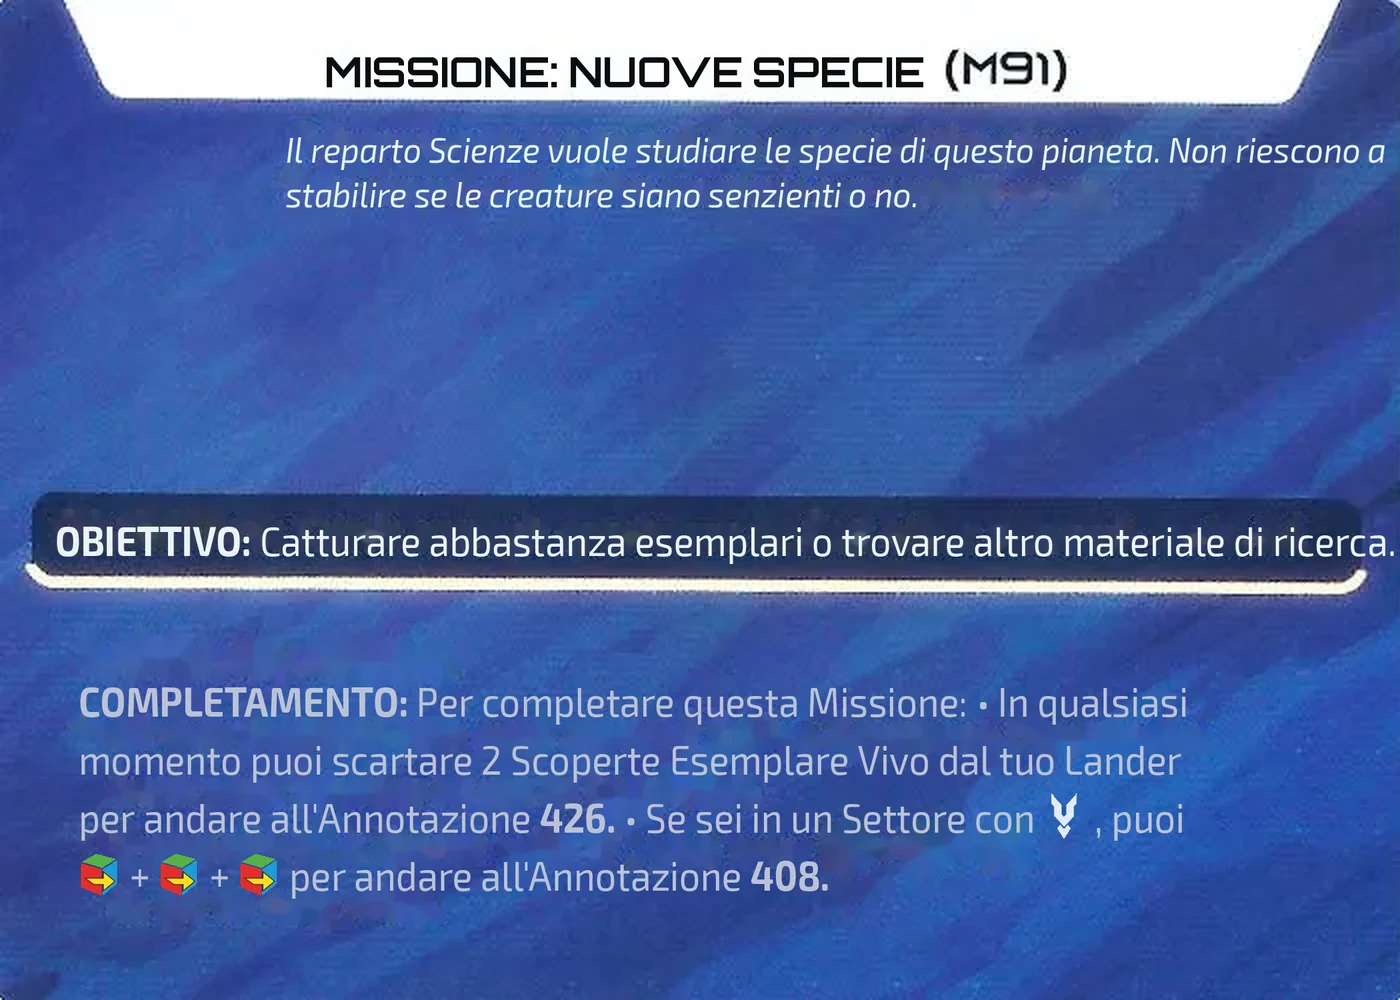 MISSIONE: NUOVE SPECIE (M91)
Il reparto Scienze vuole studiare le specie di questo pianeta. Non riescono a
stabilire se le creature siano senzienti o no.
OBIETTIVO: Catturare abbastanza esemplari o trovare altro materiale di ricerca.
COMPLETAMENTO: Per completare questa Missione: • In qualsiasi
momento puoi scartare 2 Scoperte Esemplare Vivo dal tuo Lander
per andare all'Annotazione 426. • Se sei in un Settore con , puoi
+ + per andare all'Annotazione 408.